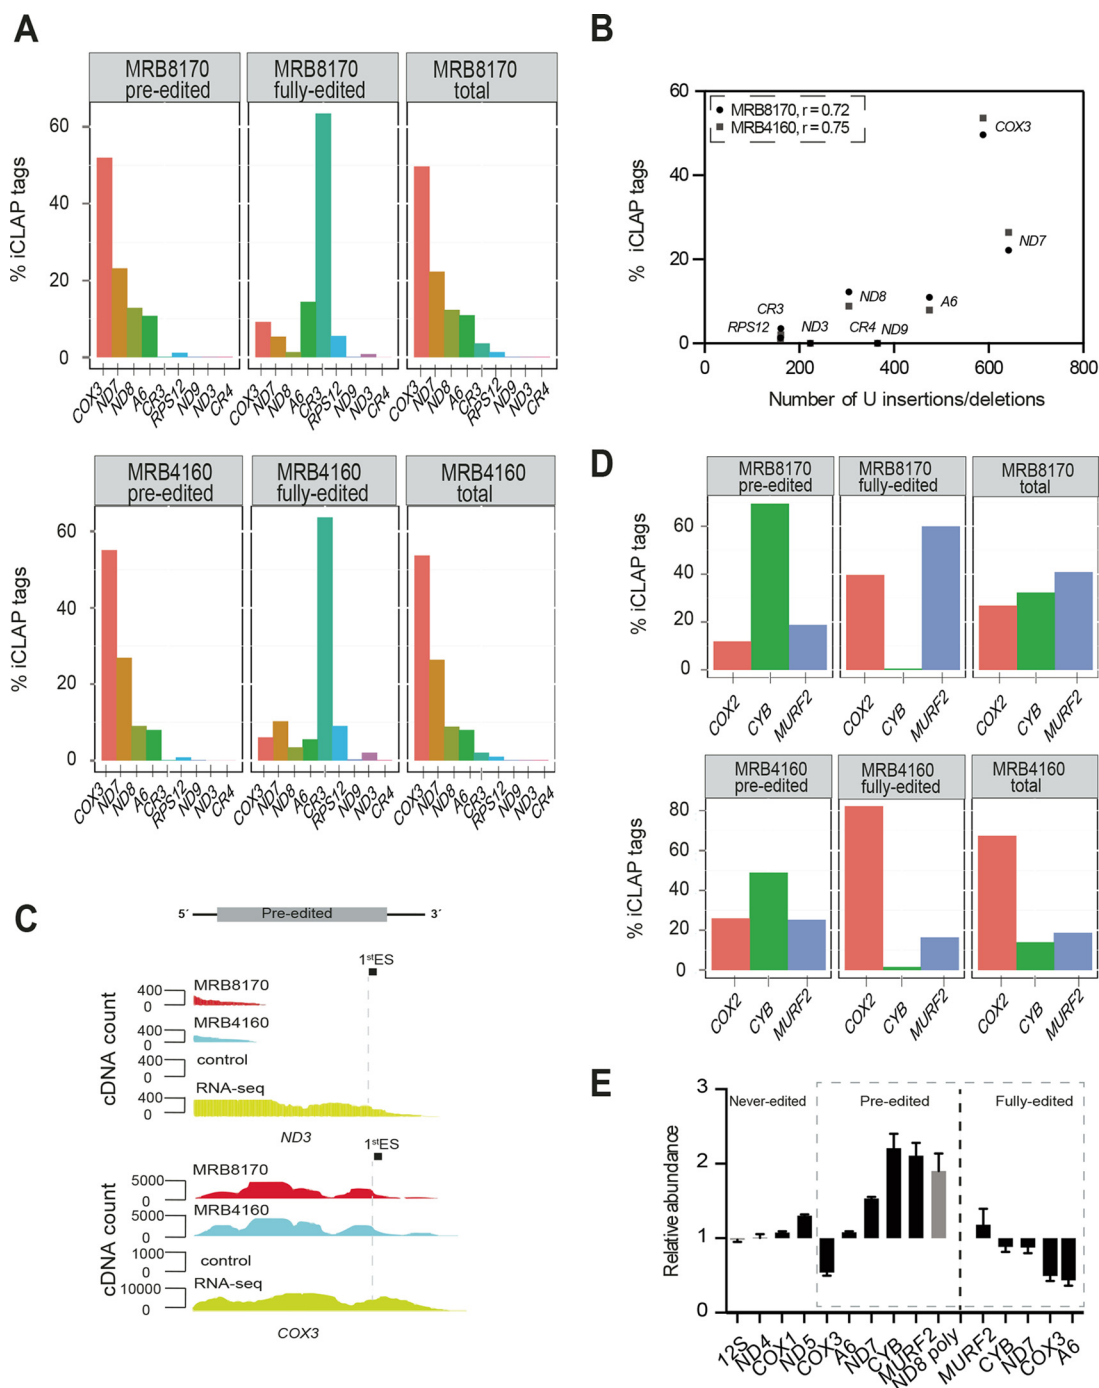 A
MRB8170
pre-edited
MRB8170
fully-edited
MRB8170
total
% iCLAP tags
60
40
20
0
COX3
ND7
ND8
A6
CR3
RPS12
ND9
ND3
CR4
COX3
ND7
ND8
A6
CR3
RPS12
ND9
ND3
CR4
COX3
ND7
ND8
A6
CR3
RPS12
ND9
ND3
CR4
MRB4160
pre-edited
MRB4160
fully-edited
MRB4160
total
% iCLAP tags
60
40
20
0
COX3
ND7
ND8
A6
CR3
RPS12
ND9
ND3
CR4
COX3
ND7
ND8
A6
CR3
RPS12
ND9
ND3
CR4
COX3
ND7
ND8
A6
CR3
RPS12
ND9
ND3
CR4
B
MRB8170, r = 0.72
MRB4160, r = 0.75
% iCLAP tags
60
40
20
0
COX3
ND7
A6
ND8
CR3
RPS12
ND3
CR4
ND9
0
200
400
600
800
Number of U insertions/deletions
C
5´
Pre-edited
3´
1stES
cDNA count
400
0
MRB8170
400
0
MRB4160
400
0
control
400
0
RNA-seq
ND3
1stES
cDNA count
5000
0
MRB8170
5000
0
MRB4160
1000
0
control
10000
0
RNA-seq
COX3
D
MRB8170
pre-edited
MRB8170
fully-edited
MRB8170
total
% iCLAP tags
60
40
20
0
COX2
CYB
MURF2
COX2
CYB
MURF2
COX2
CYB
MURF2
MRB4160
pre-edited
MRB4160
fully-edited
MRB4160
total
% iCLAP tags
80
60
40
20
0
COX2
CYB
MURF2
COX2
CYB
MURF2
COX2
CYB
MURF2
E
Never-edited
Pre-edited
Fully-edited
Relative abundance
3
2
1
0
12S
ND4
COX1
ND5
COX3
A6
ND7
CYB
MURF2
ND8 poly
MURF2
CYB
ND7
COX3
A6